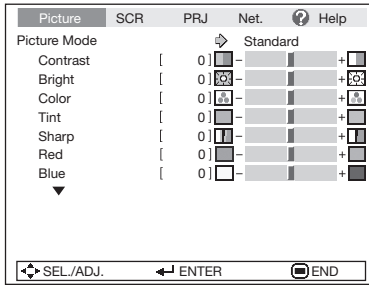 Picture SCR PRJ Net. ? Help
Picture Mode Standard
Contrast [ 0 ] - +
Bright [ 0 ] - +
Color [ 0 ] - +
Tint [ 0 ] - +
Sharp [ 0 ] - +
Red [ 0 ] - +
Blue [ 0 ] - +
SEL./ADJ. ENTER END